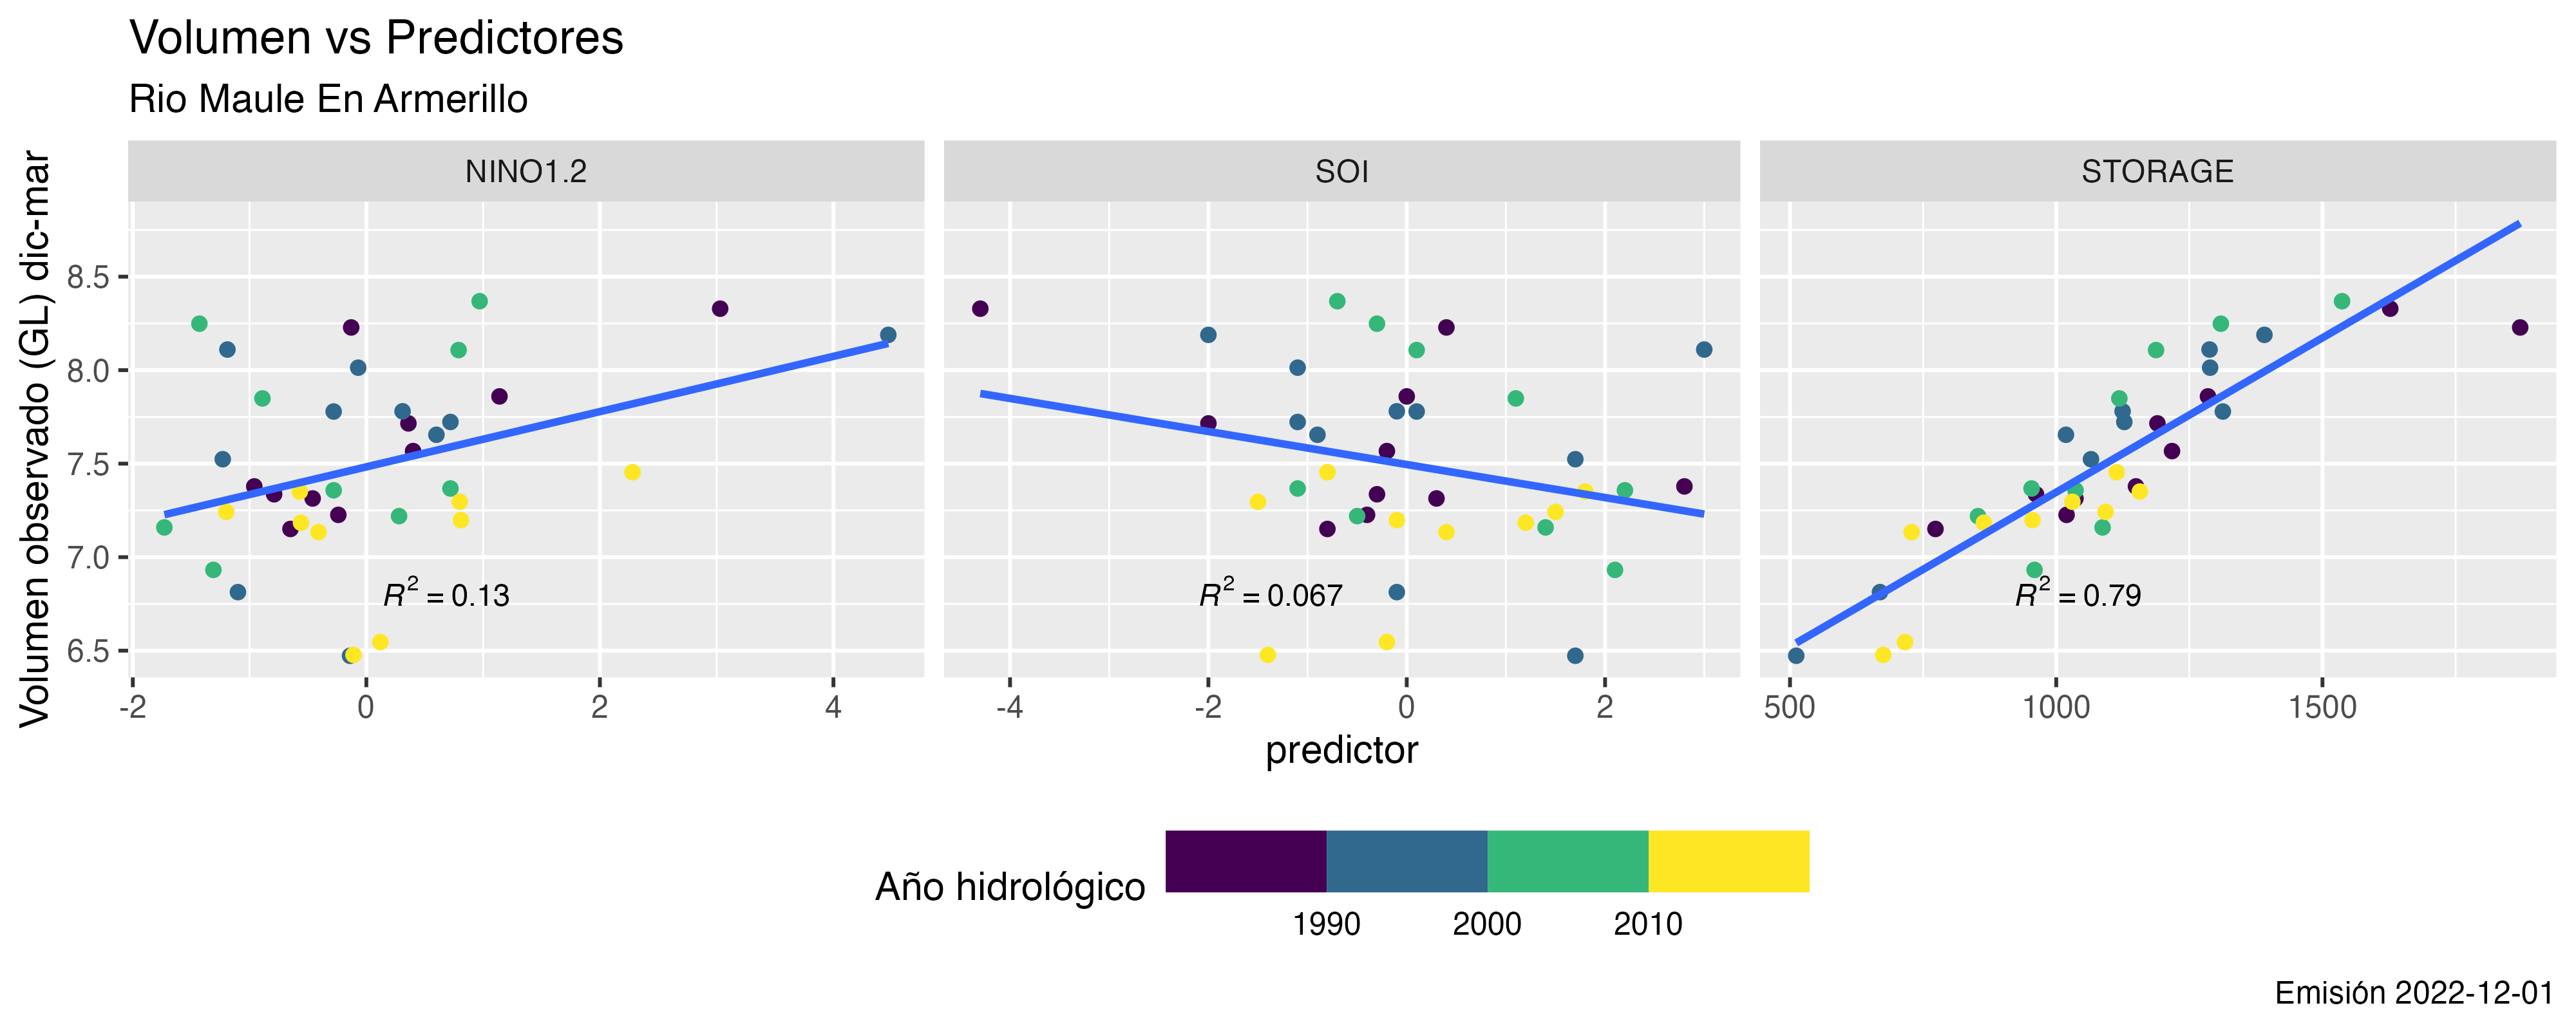 Volumen vs Predictores
Rio Maule En Armerillo
NINO1.2 SOI STORAGE
Volumen observado (GL) dic-mar
8.5
8.0
7.5
7.0
6.5
R² = 0.13 R² = 0.067 R² = 0.79
-2 0 2 4 -4 -2 0 2 500 1000 1500
predictor
Año hidrológico
1990 2000 2010
Emisión 2022-12-01